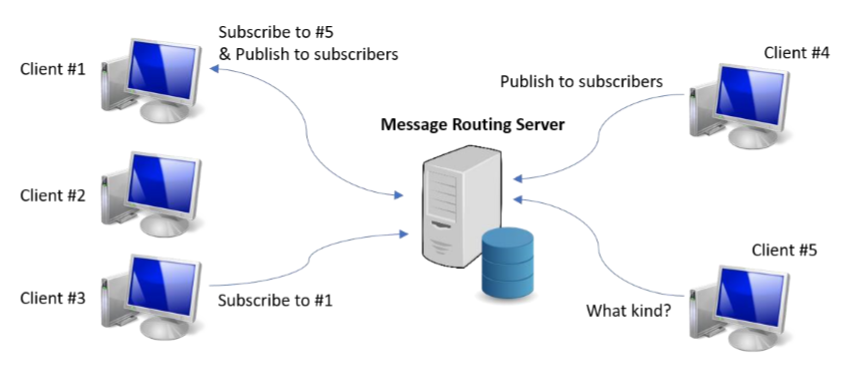 Subscribe to #5
& Publish to subscribers
Client #1
Client #4
Publish to subscribers
Message Routing Server
Client #2
Client #5
Client #3
Subscribe to #1
What kind?